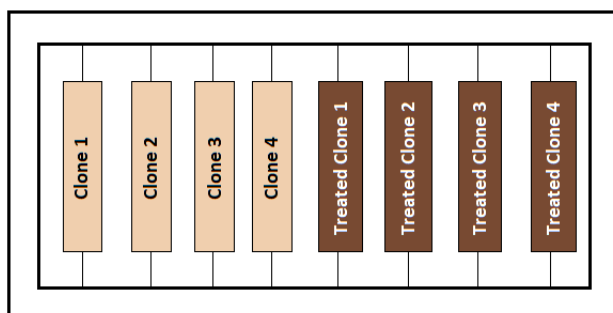 Clone 1
Clone 2
Clone 3
Clone 4
Treated Clone 1
Treated Clone 2
Treated Clone 3
Treated Clone 4